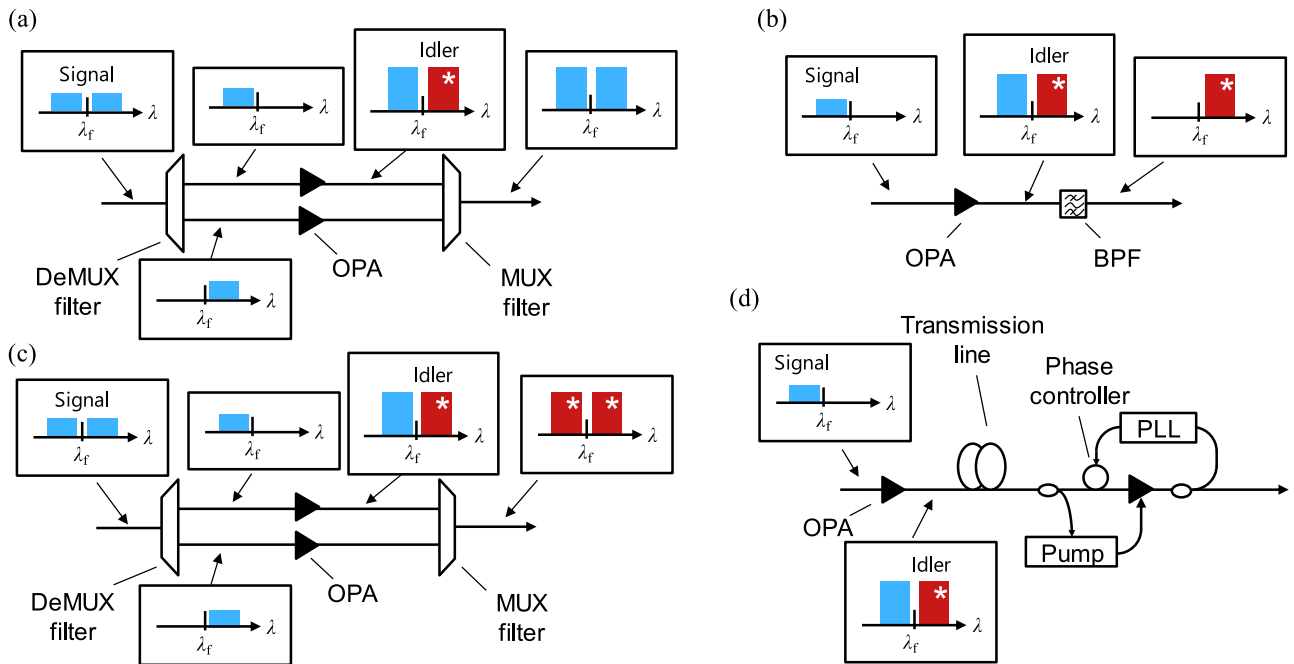 (a)
Signal
λ
λf
λ
λf
Idler
*
λ
λf
λ
λf
DeMUX
filter
λ
λf
OPA
MUX
filter
(b)
Signal
λ
λf
Idler
*
λ
λf
*
λ
λf
OPA
BPF
(c)
Signal
λ
λf
λ
λf
Idler
*
λ
λf
* *
λ
λf
DeMUX
filter
λ
λf
OPA
MUX
filter
(d)
Signal
λ
λf
Transmission
line
Phase
controller
PLL
OPA
Pump
Idler
*
λ
λf